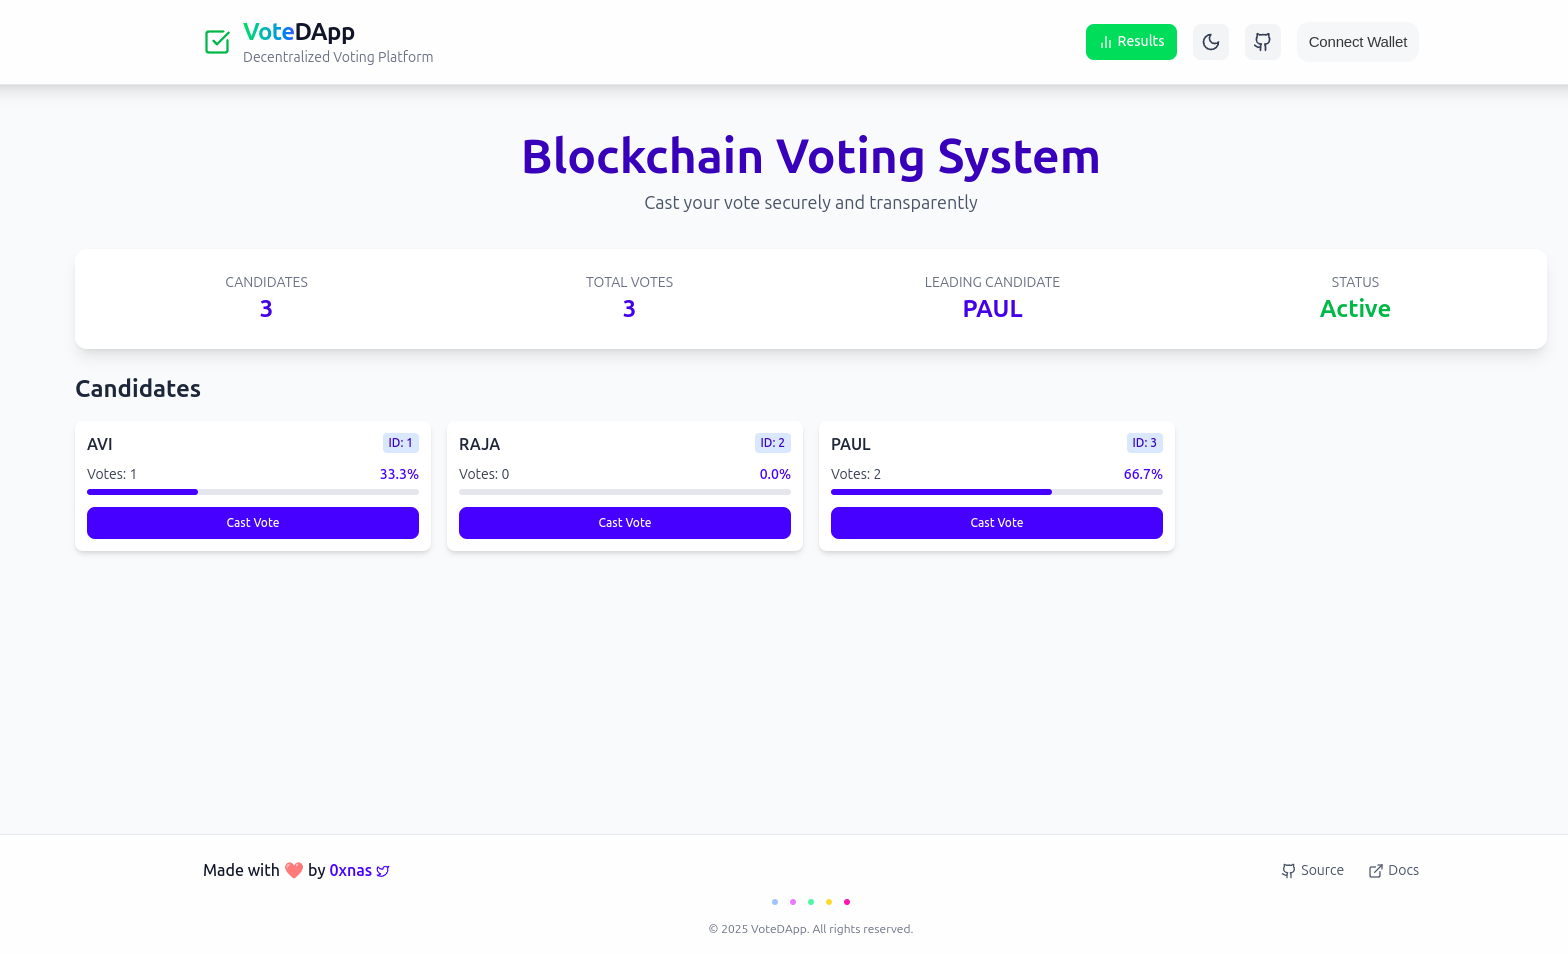 VoteDApp
Decentralized Voting Platform
Results
Connect Wallet
Blockchain Voting System
Cast your vote securely and transparently
CANDIDATES
3
TOTAL VOTES
3
LEADING CANDIDATE
PAUL
STATUS
Active
Candidates
AVI
ID: 1
Votes: 1
33.3%
Cast Vote
RAJA
ID: 2
Votes: 0
0.0%
Cast Vote
PAUL
ID: 3
Votes: 2
66.7%
Cast Vote
Made with ❤️ by 0xnas
Source
Docs
© 2025 VoteDApp. All rights reserved.